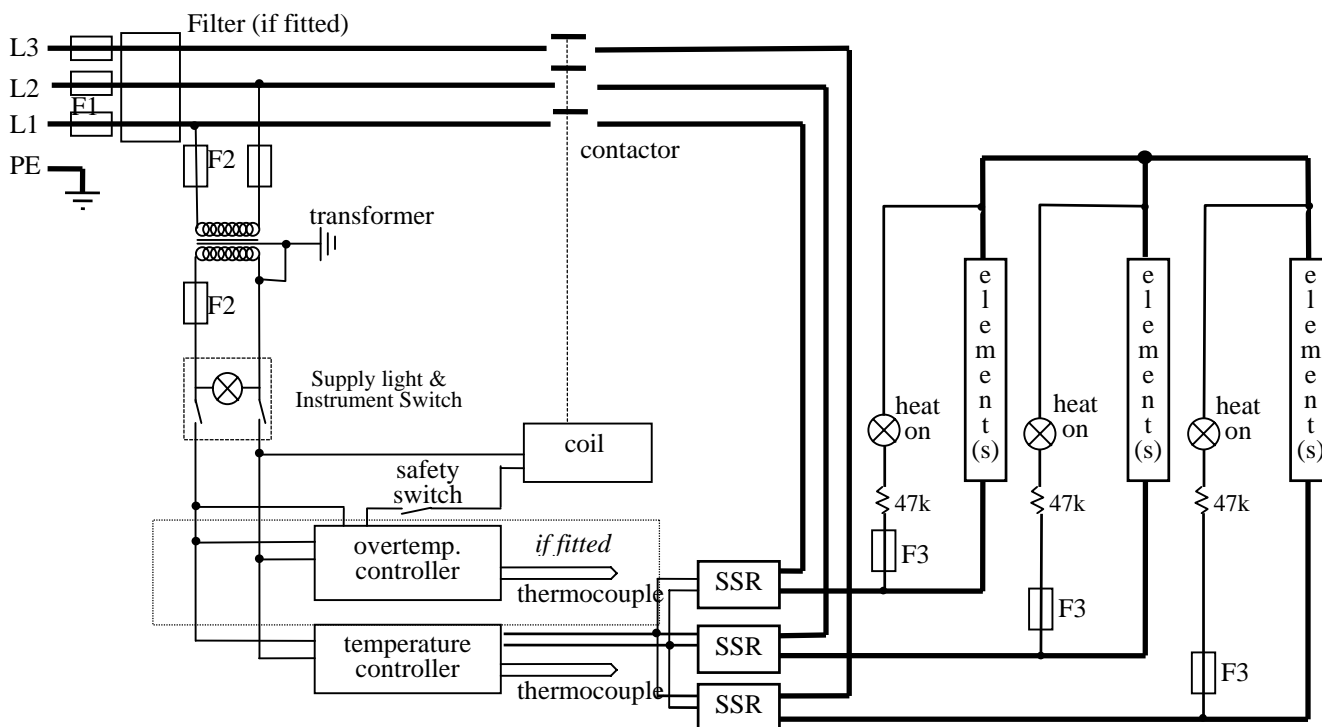 Filter (if fitted)
L3
L2
F1
L1
PE
F2
contactor
transformer
F2
Supply light &
Instrument Switch
coil
safety
switch
overtemp.
controller
if fitted
thermocouple
temperature
controller
thermocouple
SSR
SSR
SSR
heat
on
47k
F3
element(s)
heat
on
47k
F3
element(s)
heat
on
47k
F3
element(s)